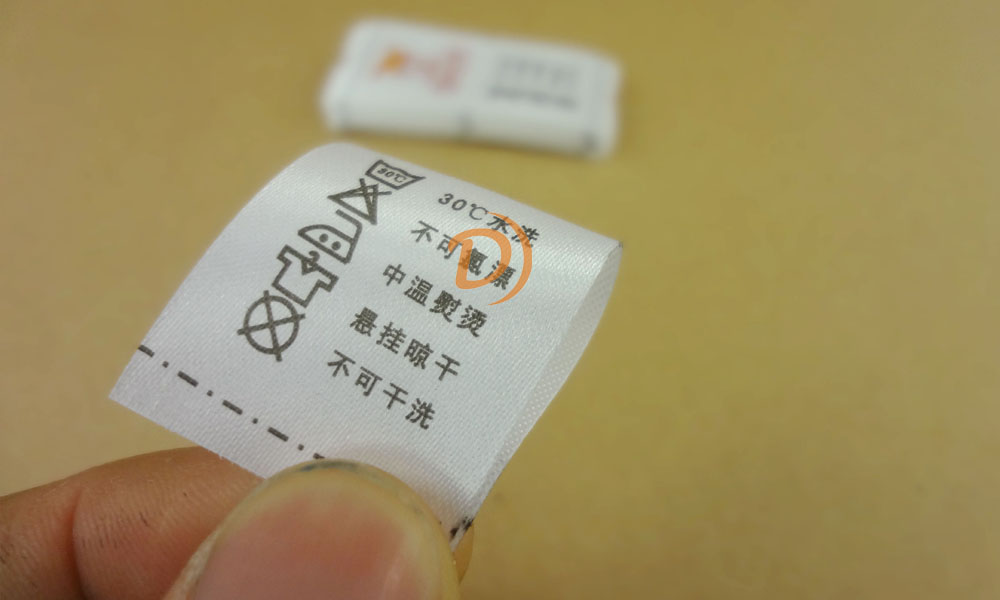 30℃
30℃水洗
不可氯漂
中温熨烫
悬挂晾干
不可干洗